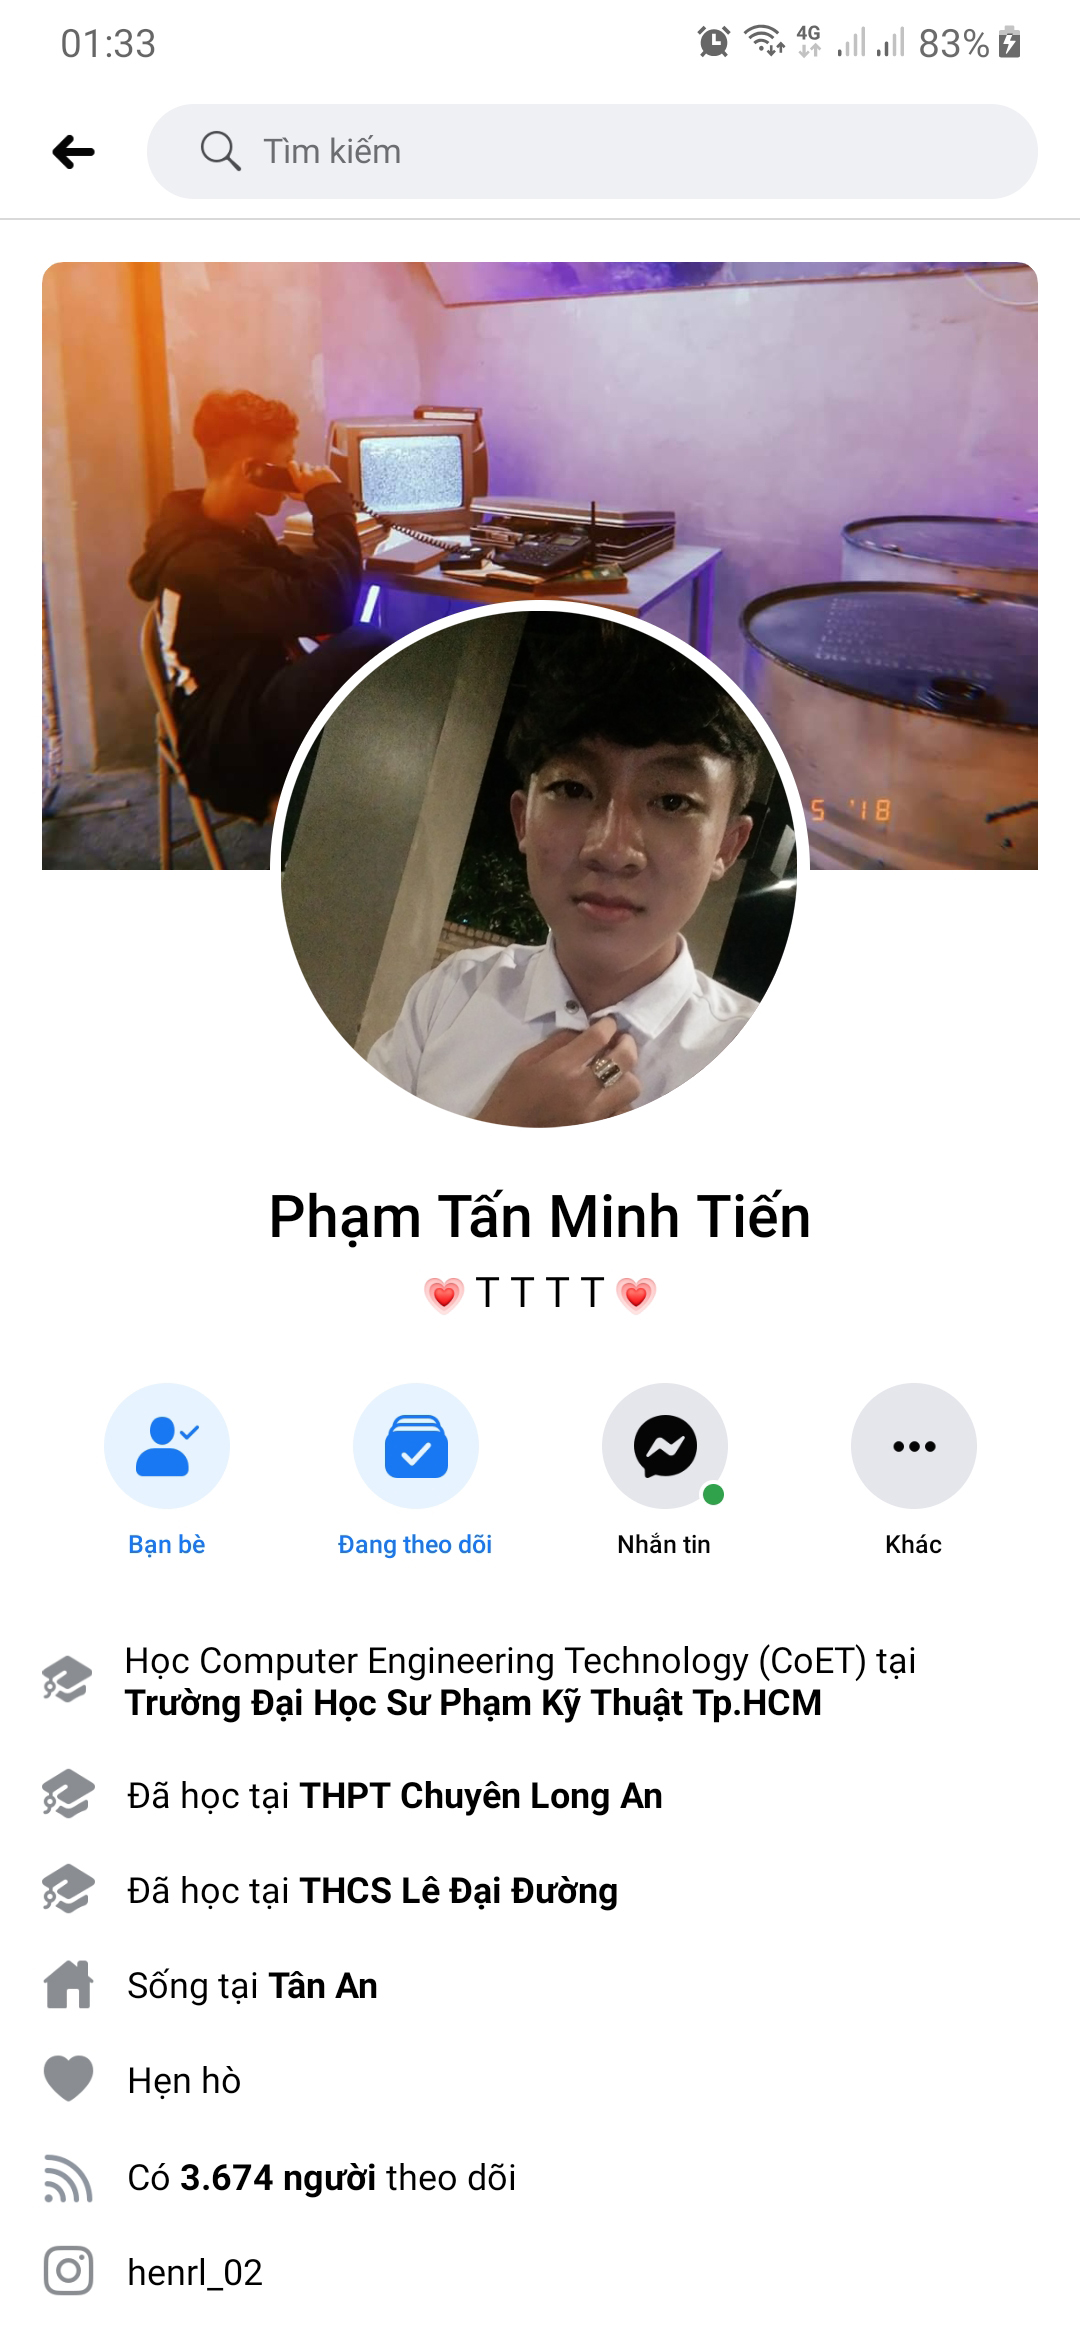 01:33
4G
83%
Tìm kiếm
5 '18
Phạm Tấn Minh Tiến
💗 T T T T 💗
Bạn bè
Đang theo dõi
Nhắn tin
Khác
Học Computer Engineering Technology (CoET) tại
Trường Đại Học Sư Phạm Kỹ Thuật Tp.HCM
Đã học tại THPT Chuyên Long An
Đã học tại THCS Lê Đại Đường
Sống tại Tân An
Hẹn hò
Có 3.674 người theo dõi
henrl_02